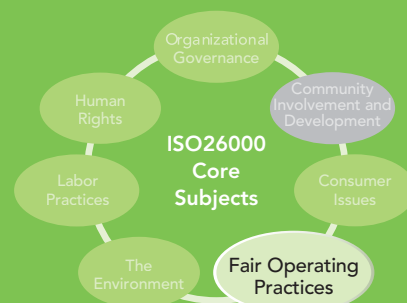 Organizational
Governance
Community
Involvement and
Development
Human
Rights
ISO26000
Core
Subjects
Labor
Practices
Consumer
Issues
The
Environment
Fair Operating
Practices